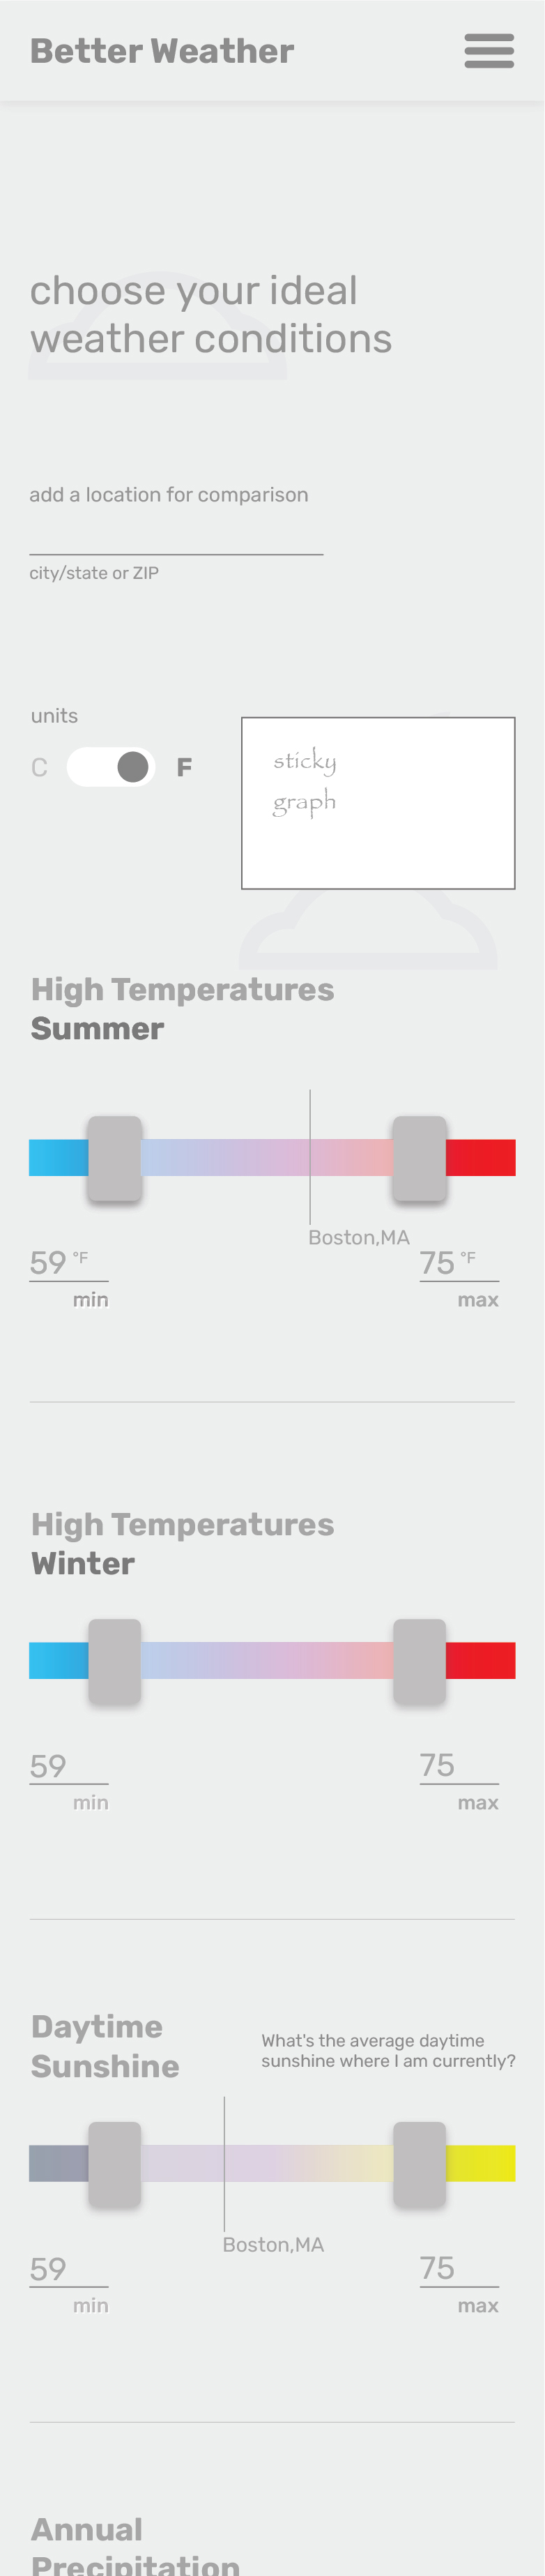 Better Weather
choose your ideal
weather conditions
add a location for comparison
city/state or ZIP
units
C F
sticky
graph
High Temperatures
Summer
Boston,MA
59 °F 75 °F
min max
High Temperatures
Winter
59 75
min max
Daytime
Sunshine
What's the average daytime
sunshine where I am currently?
Boston,MA
59 75
min max
Annual
Precipitation